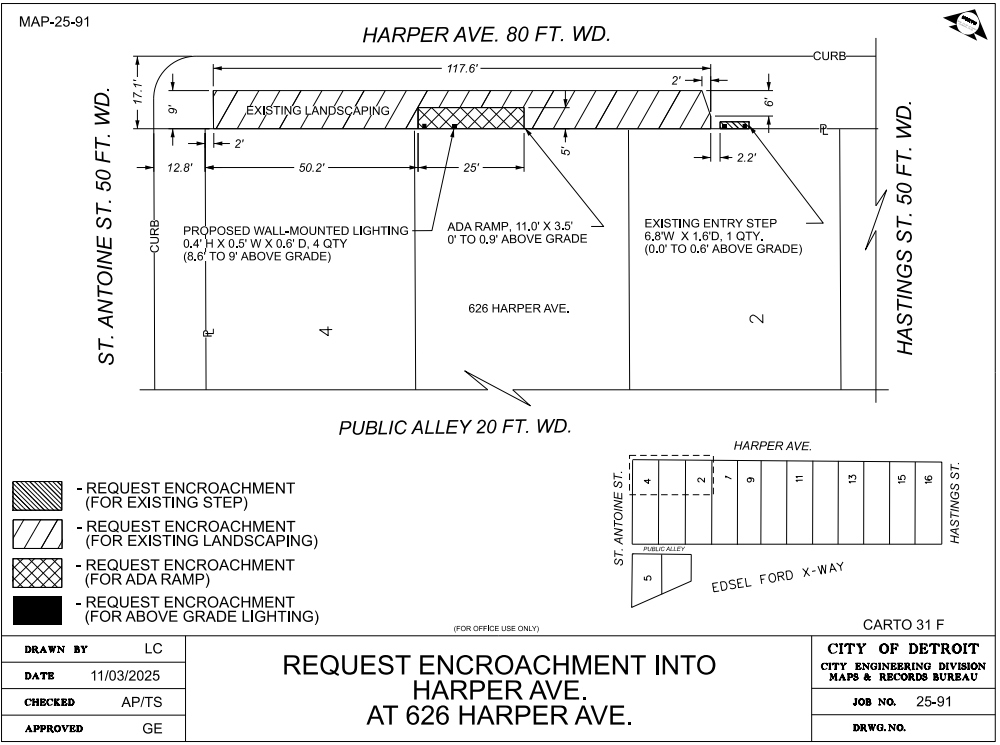 MAP-25-91
HARPER AVE. 80 FT. WD.
CURB
117.6'
2'
17.1'
9'
EXISTING LANDSCAPING
6'
PL
2'
5'
2.2'
12.8'
50.2'
25'
ST. ANTOINE ST. 50 FT. WD.
HASTINGS ST. 50 FT. WD.
CURB
PROPOSED WALL-MOUNTED LIGHTING
0.4' H X 0.5' W X 0.6' D, 4 QTY
(8.6' TO 9' ABOVE GRADE)
ADA RAMP, 11.0' X 3.5'
0' TO 0.9' ABOVE GRADE
EXISTING ENTRY STEP
6.8'W X 1.6'D, 1 QTY.
(0.0' TO 0.6' ABOVE GRADE)
626 HARPER AVE.
PL
4
2
PUBLIC ALLEY 20 FT. WD.
HARPER AVE.
ST. ANTOINE ST.
4
2
7
9
11
13
15
16
HASTINGS ST.
PUBLIC ALLEY
5
EDSEL FORD X-WAY
- REQUEST ENCROACHMENT
(FOR EXISTING STEP)
- REQUEST ENCROACHMENT
(FOR EXISTING LANDSCAPING)
- REQUEST ENCROACHMENT
(FOR ADA RAMP)
- REQUEST ENCROACHMENT
(FOR ABOVE GRADE LIGHTING)
(FOR OFFICE USE ONLY)
CARTO 31 F
DRAWN BY LC
DATE 11/03/2025
CHECKED AP/TS
APPROVED GE
REQUEST ENCROACHMENT INTO
HARPER AVE.
AT 626 HARPER AVE.
CITY OF DETROIT
CITY ENGINEERING DIVISION
MAPS & RECORDS BUREAU
JOB NO. 25-91
DRWG. NO.